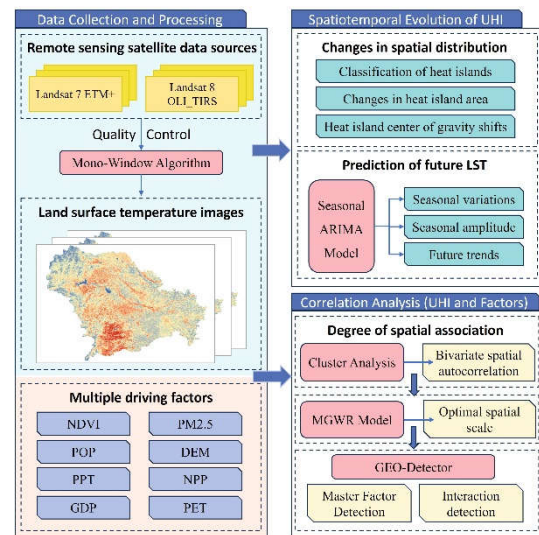 Data Collection and Processing
Remote sensing satellite data sources
Landsat 7 ETM+
Landsat 8
OLI_TIRS
Quality Control
Mono-Window Algorithm
Land surface temperature images
Multiple driving factors
NDVI
PM2.5
POP
DEM
PPT
NPP
GDP
PET
Spatiotemporal Evolution of UHI
Changes in spatial distribution
Classification of heat islands
Changes in heat island area
Heat island center of gravity shifts
Prediction of future LST
Seasonal
ARIMA
Model
Seasonal variations
Seasonal amplitude
Future trends
Correlation Analysis (UHI and Factors)
Degree of spatial association
Cluster Analysis
Bivariate spatial
autocorrelation
MGWR Model
Optimal spatial
scale
GEO-Detector
Master Factor
Detection
Interaction
detection